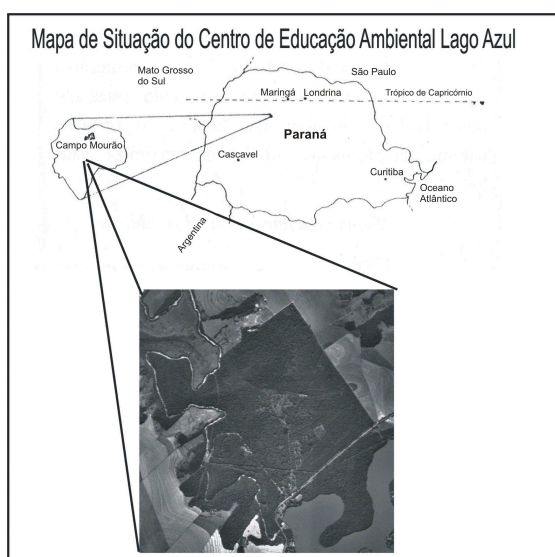 Mapa de Situação do Centro de Educação Ambiental Lago Azul
Mato Grosso
do Sul
São Paulo
Maringá
Londrina
Trópico de Capricórnio
Paraná
Campo Mourão
Cascavel
Curitiba
Oceano
Atlântico
Argentina